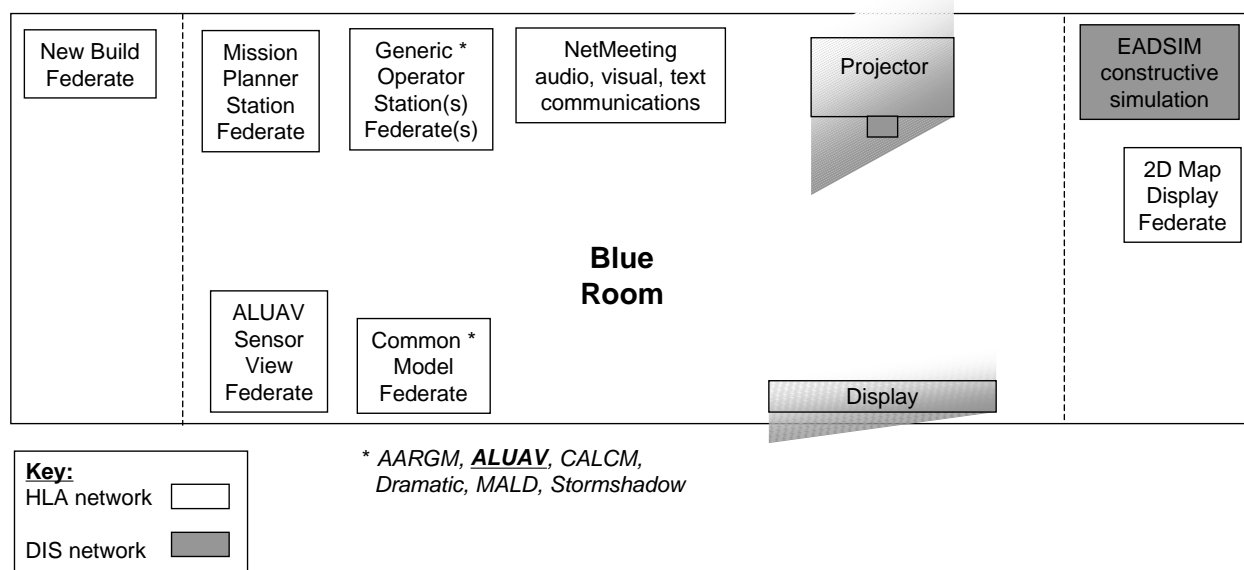 New Build
Federate
Mission
Planner
Station
Federate
Generic *
Operator
Station(s)
Federate(s)
NetMeeting
audio, visual, text
communications
Projector
EADSIM
constructive
simulation
2D Map
Display
Federate
Blue
Room
ALUAV
Sensor
View
Federate
Common *
Model
Federate
Display
* AARGM, ALUAV, CALCM,
Dramatic, MALD, Stormshadow
Key:
HLA network
DIS network